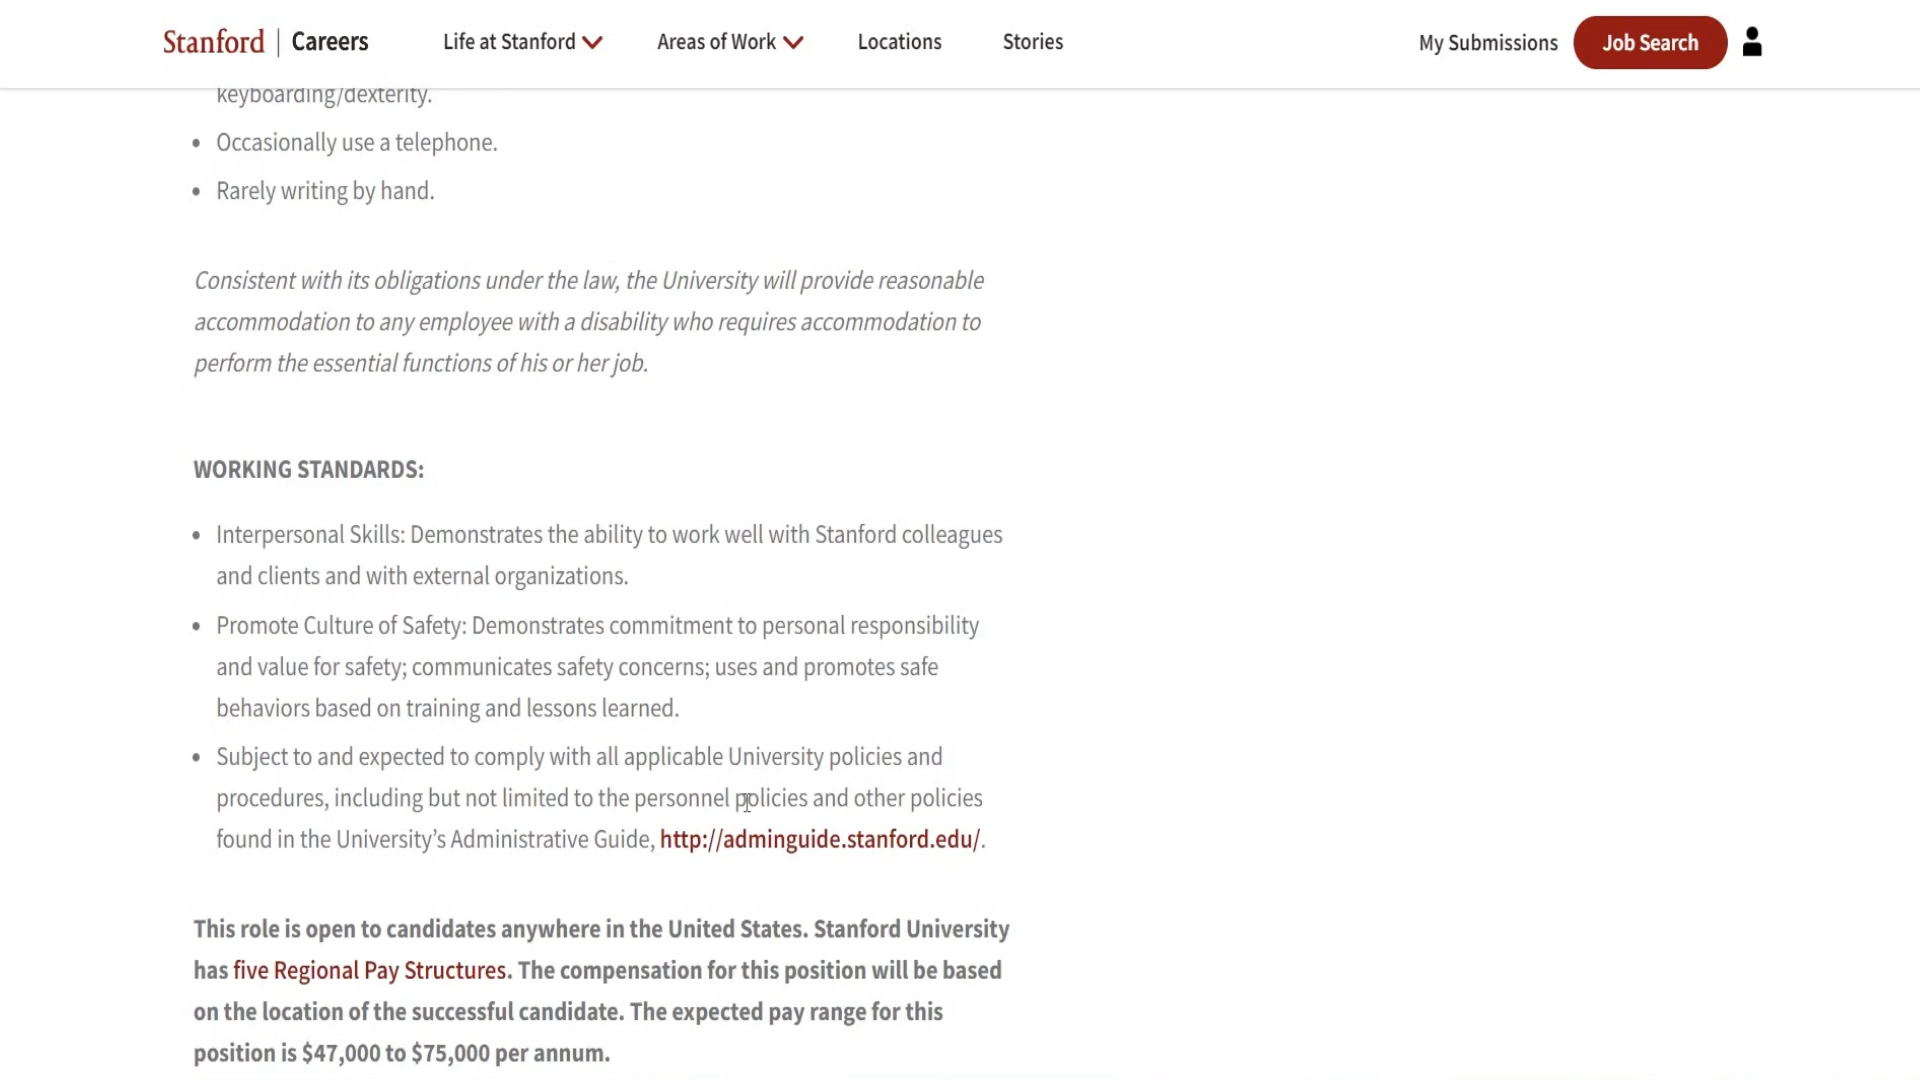 Stanford | Careers
Life at Stanford
Areas of Work
Locations
Stories
My Submissions
Job Search
keyboarding/dexterity.
• Occasionally use a telephone.
• Rarely writing by hand.
Consistent with its obligations under the law, the University will provide reasonable
accommodation to any employee with a disability who requires accommodation to
perform the essential functions of his or her job.
WORKING STANDARDS:
• Interpersonal Skills: Demonstrates the ability to work well with Stanford colleagues
and clients and with external organizations.
• Promote Culture of Safety: Demonstrates commitment to personal responsibility
and value for safety; communicates safety concerns; uses and promotes safe
behaviors based on training and lessons learned.
• Subject to and expected to comply with all applicable University policies and
procedures, including but not limited to the personnel policies and other policies
found in the University’s Administrative Guide, http://adminguide.stanford.edu/.
This role is open to candidates anywhere in the United States. Stanford University
has five Regional Pay Structures. The compensation for this position will be based
on the location of the successful candidate. The expected pay range for this
position is $47,000 to $75,000 per annum.